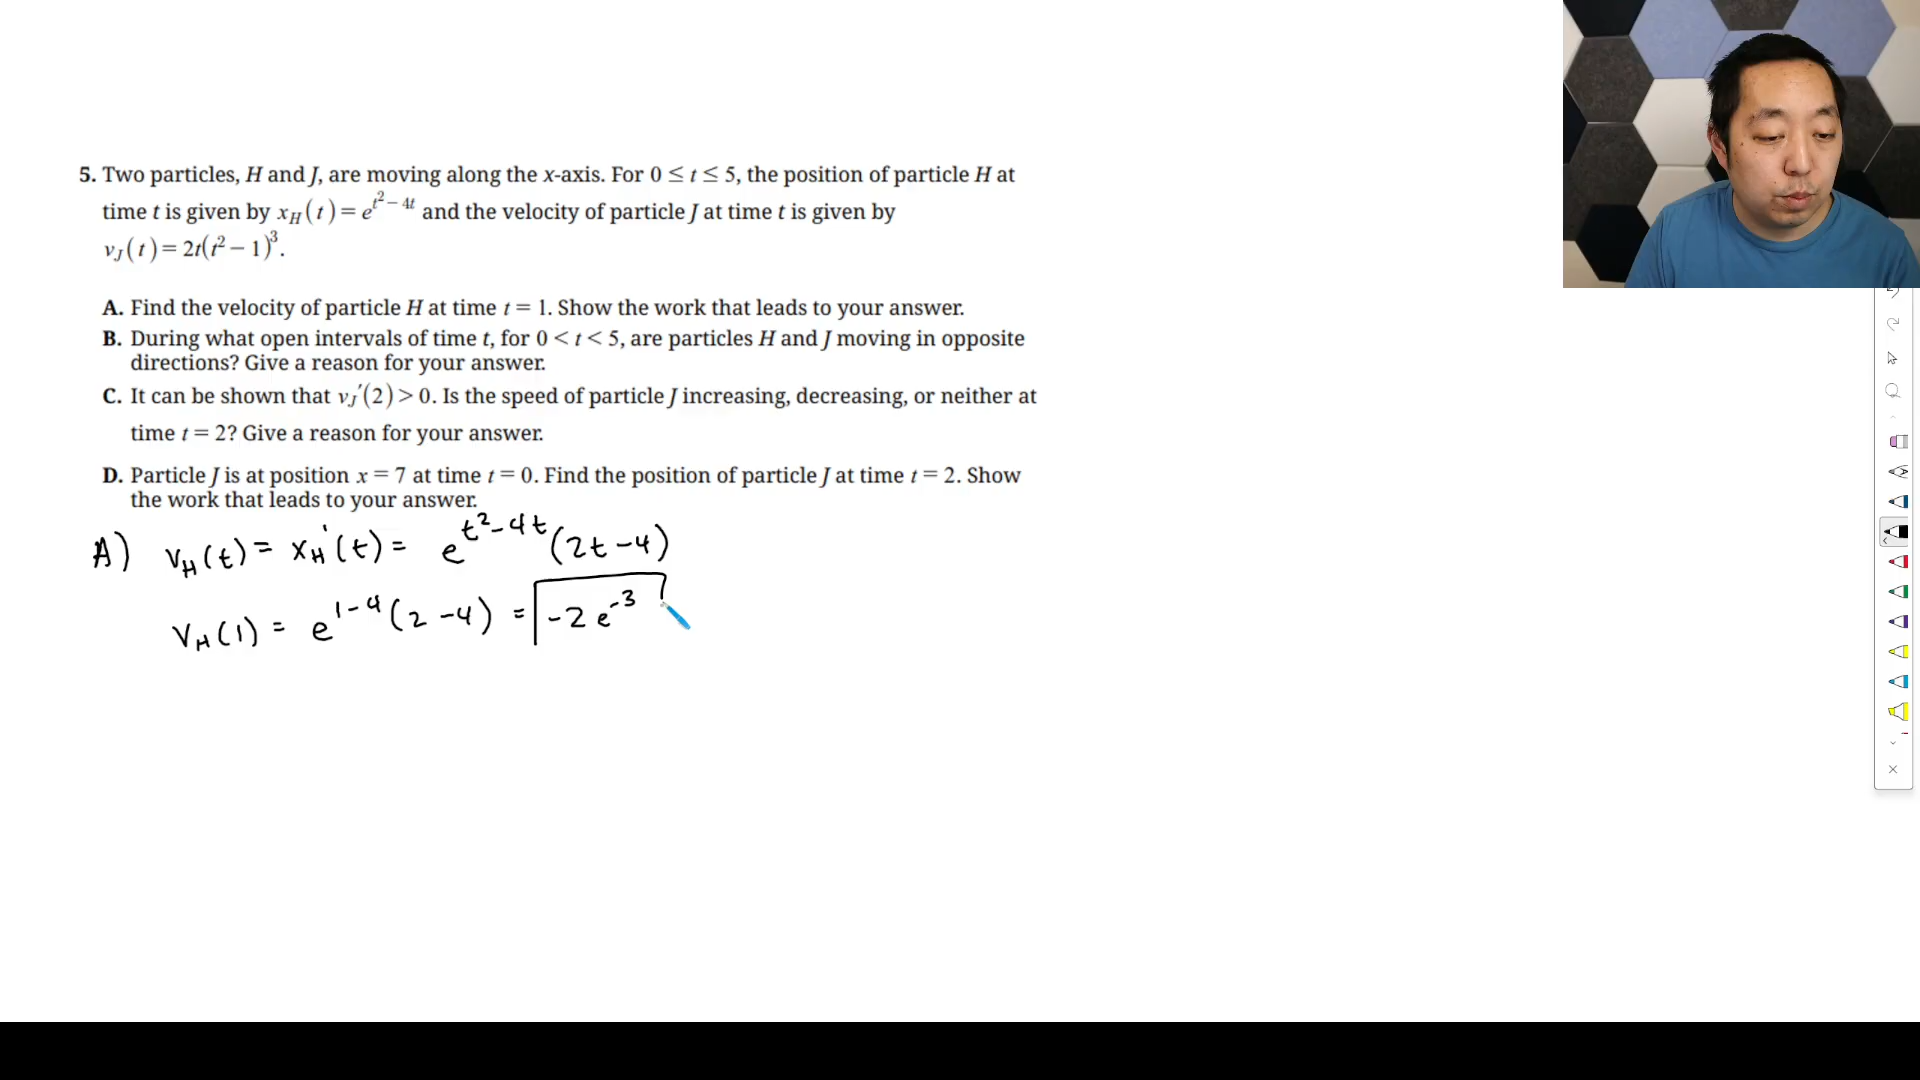 5. Two particles, H and J, are moving along the x-axis. For 0 ≤ t ≤ 5, the position of particle H at
time t is given by x_H(t) = e^{t²−4t} and the velocity of particle J at time t is given by
v_J(t) = 2t(t² − 1)³.
A. Find the velocity of particle H at time t = 1. Show the work that leads to your answer.
B. During what open intervals of time t, for 0 < t < 5, are particles H and J moving in opposite
directions? Give a reason for your answer.
C. It can be shown that v_J′(2) > 0. Is the speed of particle J increasing, decreasing, or neither at
time t = 2? Give a reason for your answer.
D. Particle J is at position x = 7 at time t = 0. Find the position of particle J at time t = 2. Show
the work that leads to your answer.
A) v_H(t) = x_H'(t) = e^{t²−4t}(2t−4)
v_H(1) = e^{1−4}(2−4) = −2e^{−3}